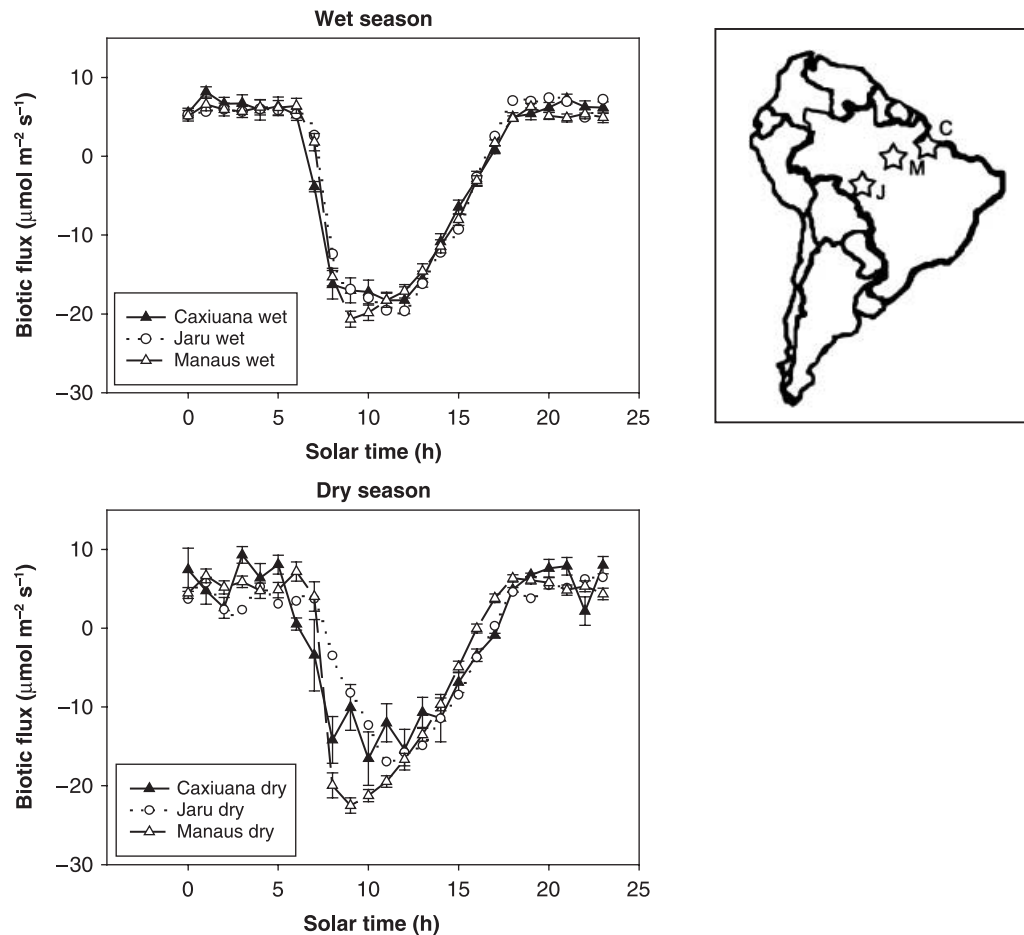 Wet season
10
0
−10
−20
−30
Biotic flux (μmol m⁻² s⁻¹)
Caxiuana wet
Jaru wet
Manaus wet
0 5 10 15 20 25
Solar time (h)
C
M
J
Dry season
10
0
−10
−20
−30
Biotic flux (μmol m⁻² s⁻¹)
Caxiuana dry
Jaru dry
Manaus dry
0 5 10 15 20 25
Solar time (h)